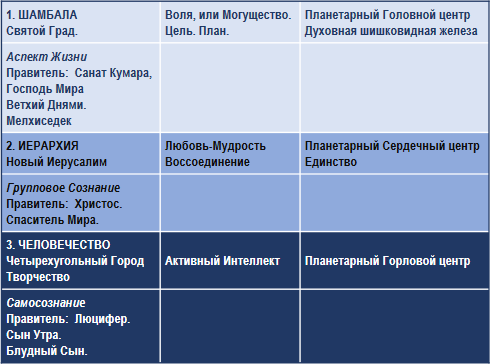 1. ШАМБАЛА
Святой Град.
Воля, или Могущество.
Цель. План.
Планетарный Головной центр
Духовная шишковидная железа
Аспект Жизни
Правитель: Санат Кумара,
Господь Мира
Ветхий Днями.
Мелхиседек
2. ИЕРАРХИЯ
Новый Иерусалим
Любовь-Мудрость
Воссоединение
Планетарный Сердечный центр
Единство
Групповое Сознание
Правитель: Христос.
Спаситель Мира.
3. ЧЕЛОВЕЧЕСТВО
Четырехугольный Город
Творчество
Активный Интеллект
Планетарный Горловой центр
Самосознание
Правитель: Люцифер.
Сын Утра.
Блудный Сын.